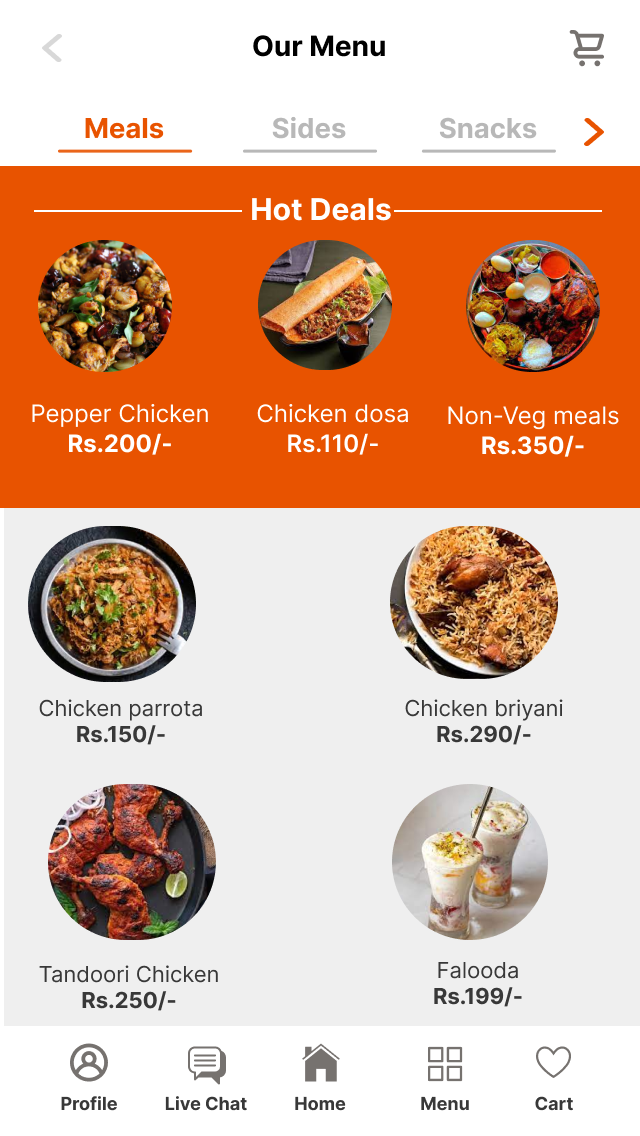 Our Menu
Meals
Sides
Snacks
Hot Deals
Pepper Chicken
Rs.200/-
Chicken dosa
Rs.110/-
Non-Veg meals
Rs.350/-
Chicken parrota
Rs.150/-
Chicken briyani
Rs.290/-
Tandoori Chicken
Rs.250/-
Falooda
Rs.199/-
Profile
Live Chat
Home
Menu
Cart